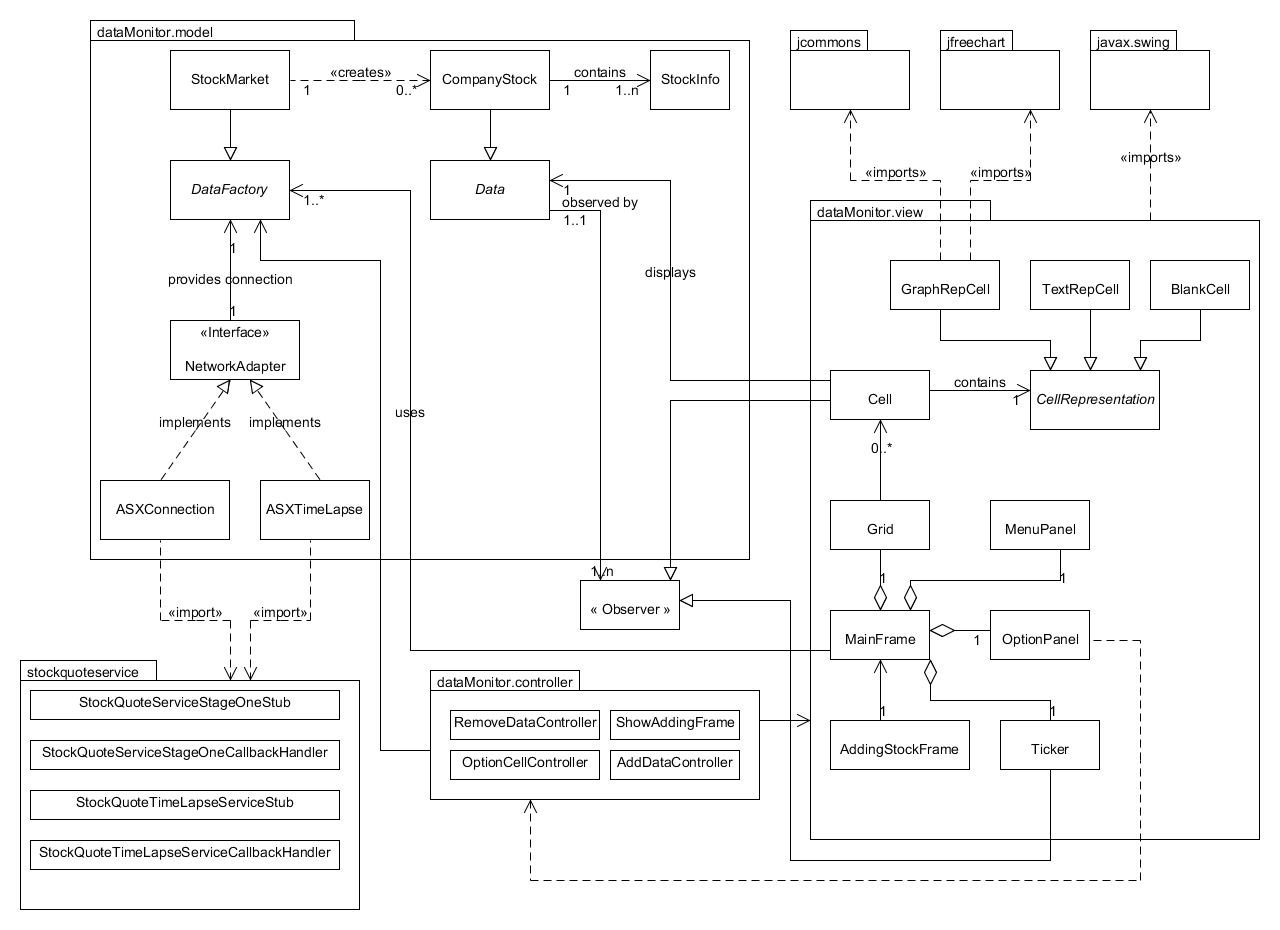 dataMonitor.model
jcommons
jfreechart
javax.swing
StockMarket
«creates»
1
0..*
CompanyStock
contains
1
1..n
StockInfo
DataFactory
1..*
Data
1
observed by
1..1
«imports»
«imports»
«imports»
dataMonitor.view
1
provides connection
1
displays
GraphRepCell
TextRepCell
BlankCell
«Interface»
NetworkAdapter
implements
implements
uses
Cell
contains
1
CellRepresentation
0..*
ASXConnection
ASXTimeLapse
Grid
MenuPanel
1..n
« Observer »
1
1
«import»
«import»
MainFrame
1
OptionPanel
stockquoteservice
StockQuoteServiceStageOneStub
StockQuoteServiceStageOneCallbackHandler
StockQuoteTimeLapseServiceStub
StockQuoteTimeLapseServiceCallbackHandler
dataMonitor.controller
RemoveDataController
ShowAddingFrame
OptionCellController
AddDataController
1
1
AddingStockFrame
Ticker